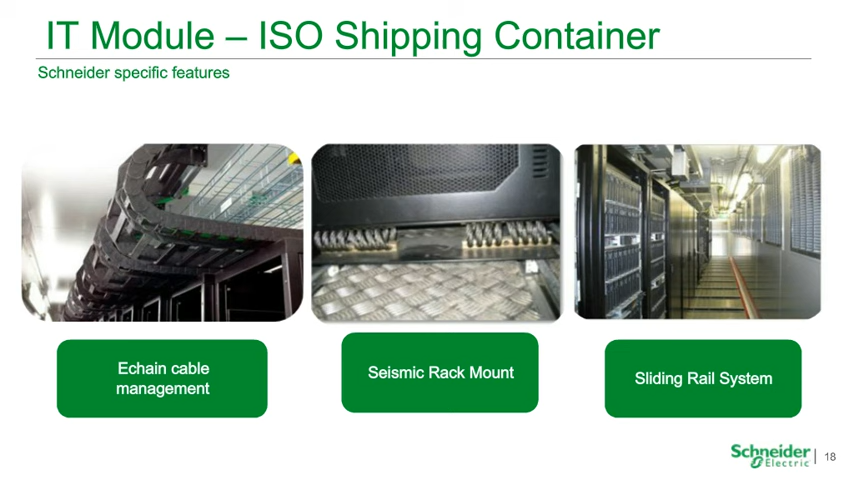 IT Module – ISO Shipping Container
Schneider specific features
Echain cable
management
Seismic Rack Mount
Sliding Rail System
Schneider
Electric
18